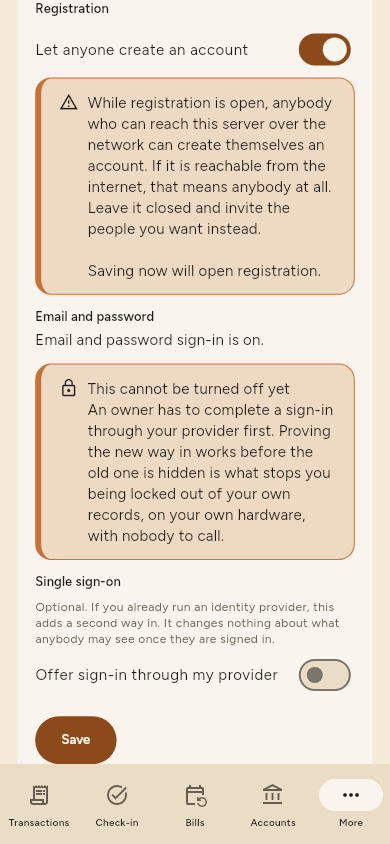 Registration
Let anyone create an account
While registration is open, anybody
who can reach this server over the
network can create themselves an
account. If it is reachable from the
internet, that means anybody at all.
Leave it closed and invite the
people you want instead.
Saving now will open registration.
Email and password
Email and password sign-in is on.
This cannot be turned off yet
An owner has to complete a sign-in
through your provider first. Proving
the new way in works before the
old one is hidden is what stops you
being locked out of your own
records, on your own hardware,
with nobody to call.
Single sign-on
Optional. If you already run an identity provider, this
adds a second way in. It changes nothing about what
anybody may see once they are signed in.
Offer sign-in through my provider
Save
Transactions
Check-in
Bills
Accounts
More